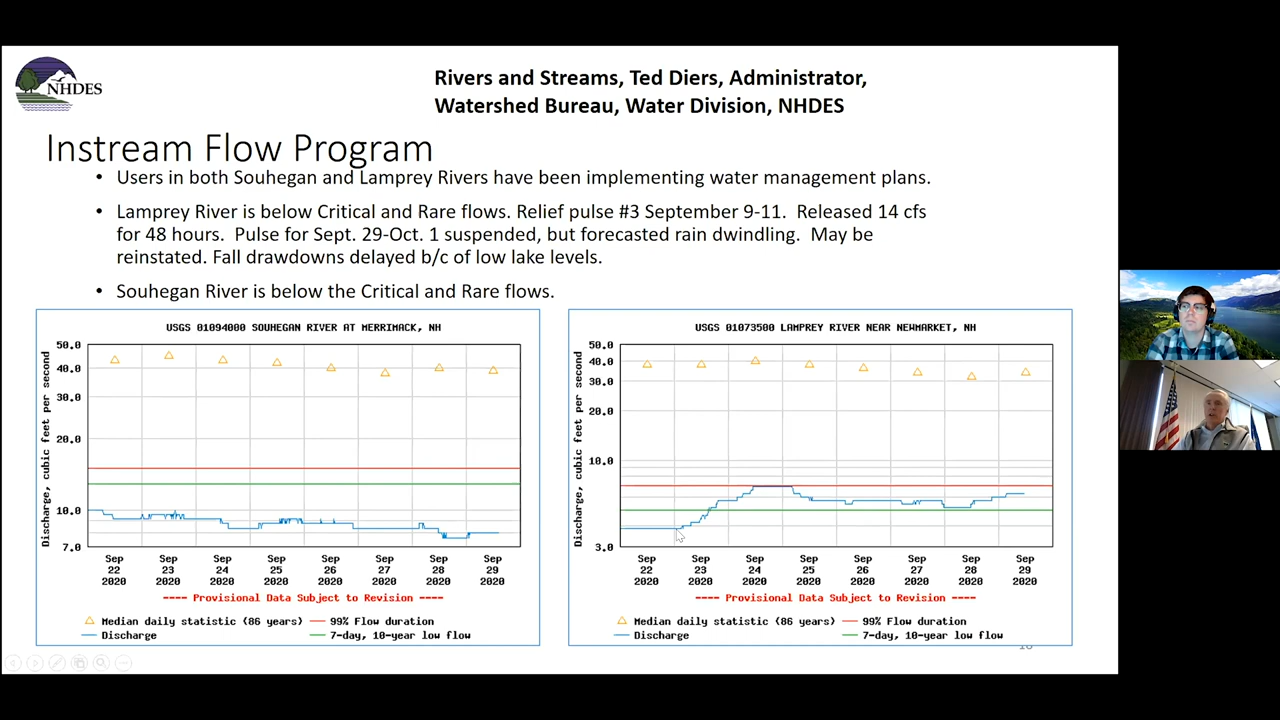 NHDES
Rivers and Streams, Ted Diers, Administrator,
Watershed Bureau, Water Division, NHDES
Instream Flow Program
• Users in both Souhegan and Lamprey Rivers have been implementing water management plans.
• Lamprey River is below Critical and Rare flows. Relief pulse #3 September 9-11. Released 14 cfs
for 48 hours. Pulse for Sept. 29-Oct. 1 suspended, but forecasted rain dwindling. May be
reinstated. Fall drawdowns delayed b/c of low lake levels.
• Souhegan River is below the Critical and Rare flows.
USGS 01094000 SOUHEGAN RIVER AT MERRIMACK, NH
Discharge, cubic feet per second
50.0
40.0
30.0
20.0
10.0
7.0
Sep Sep Sep Sep Sep Sep Sep Sep
22 23 24 25 26 27 28 29
2020 2020 2020 2020 2020 2020 2020 2020
---- Provisional Data Subject to Revision ----
Median daily statistic (86 years) 99% Flow duration
Discharge 7-day, 10-year low flow
USGS 01073500 LAMPREY RIVER NEAR NEWMARKET, NH
Discharge, cubic feet per second
50.0
40.0
30.0
20.0
10.0
3.0
Sep Sep Sep Sep Sep Sep Sep Sep
22 23 24 25 26 27 28 29
2020 2020 2020 2020 2020 2020 2020 2020
---- Provisional Data Subject to Revision ----
Median daily statistic (86 years) 99% Flow duration
Discharge 7-day, 10-year low flow